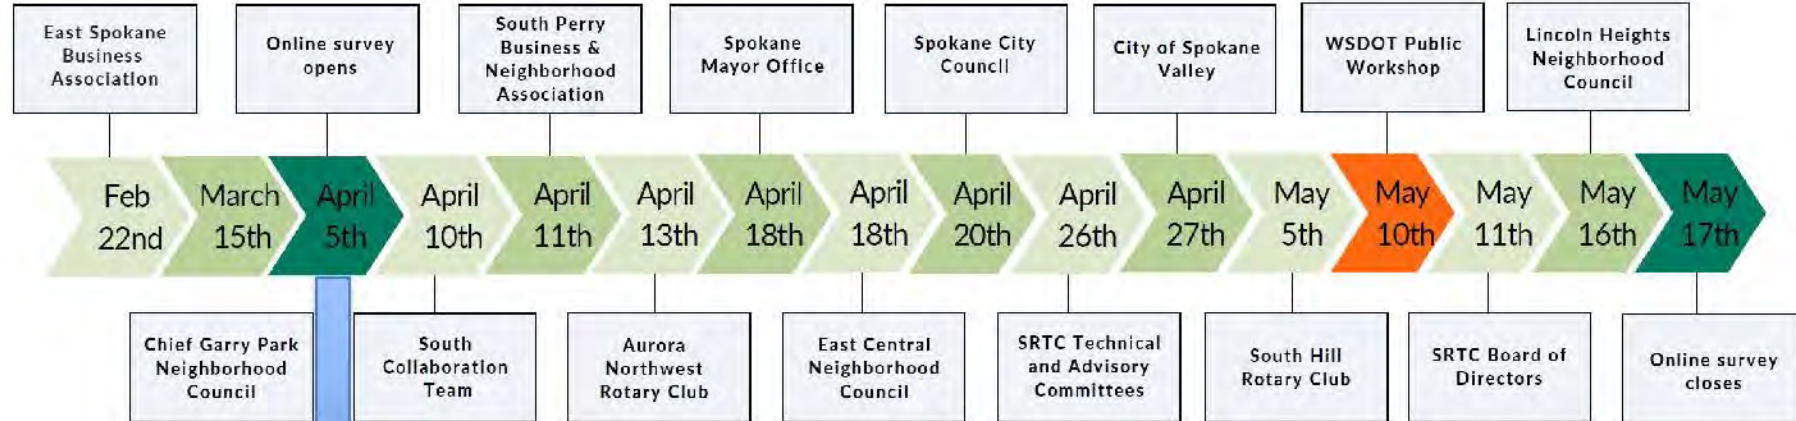 East Spokane
Business
Association
Online survey
opens
South Perry
Business &
Neighborhood
Association
Spokane
Mayor Office
Spokane City
Council
City of Spokane
Valley
WSDOT Public
Workshop
Lincoln Heights
Neighborhood
Council
Feb
22nd
March
15th
April
5th
April
10th
April
11th
April
13th
April
18th
April
18th
April
20th
April
26th
April
27th
May
5th
May
10th
May
11th
May
16th
May
17th
Chief Garry Park
Neighborhood
Council
South
Collaboration
Team
Aurora
Northwest
Rotary Club
East Central
Neighborhood
Council
SRTC Technical
and Advisory
Committees
South Hill
Rotary Club
SRTC Board of
Directors
Online survey
closes